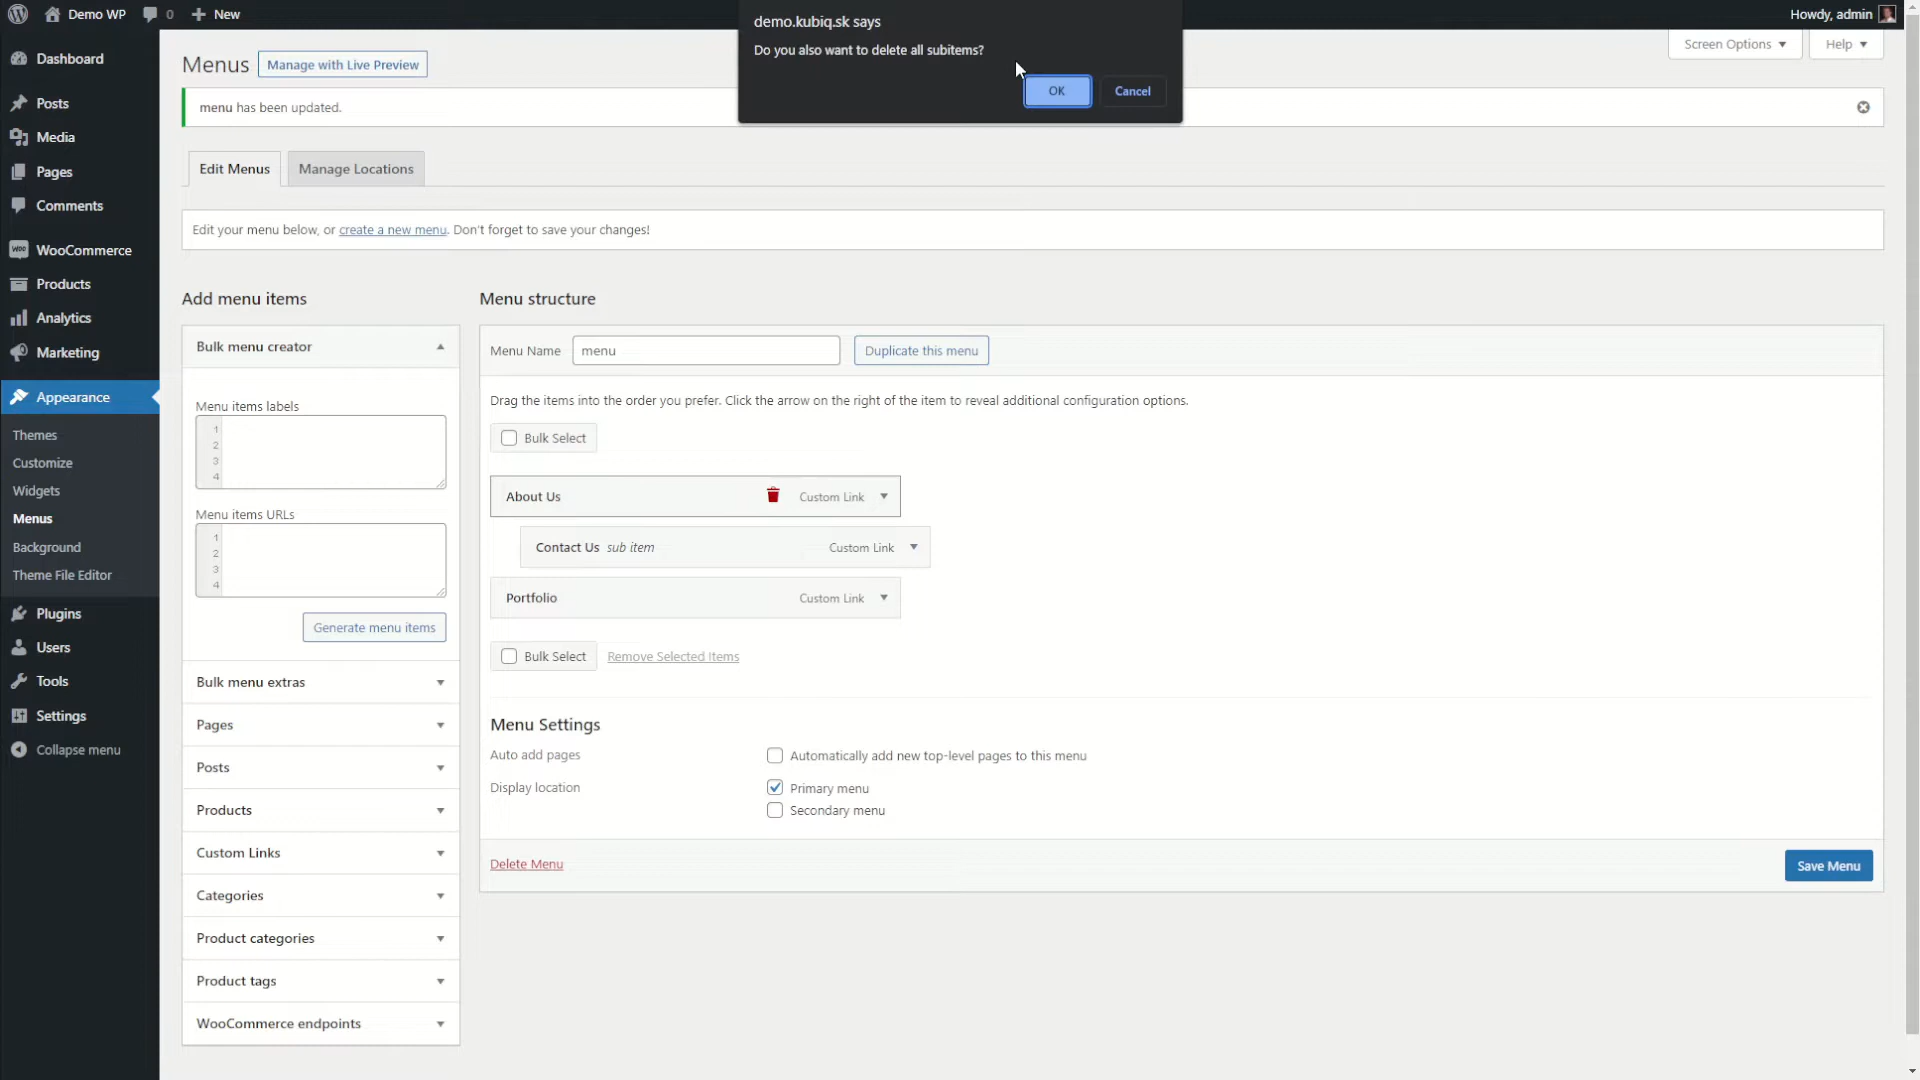 Demo WP
0
New
Howdy, admin
demo.kubiq.sk says
Do you also want to delete all subitems?
OK
Cancel
Screen Options
Help
Dashboard
Posts
Media
Pages
Comments
WooCommerce
Products
Analytics
Marketing
Appearance
Themes
Customize
Widgets
Menus
Background
Theme File Editor
Plugins
Users
Tools
Settings
Collapse menu
Menus
Manage with Live Preview
menu has been updated.
Edit Menus
Manage Locations
Edit your menu below, or create a new menu. Don't forget to save your changes!
Add menu items
Bulk menu creator
Menu items labels
1
2
3
4
Menu items URLs
1
2
3
4
Generate menu items
Bulk menu extras
Pages
Posts
Products
Custom Links
Categories
Product categories
Product tags
WooCommerce endpoints
Menu structure
Menu Name
menu
Duplicate this menu
Drag the items into the order you prefer. Click the arrow on the right of the item to reveal additional configuration options.
Bulk Select
About Us
Custom Link
Contact Us sub item
Custom Link
Portfolio
Custom Link
Bulk Select
Remove Selected Items
Menu Settings
Auto add pages
Automatically add new top-level pages to this menu
Display location
Primary menu
Secondary menu
Delete Menu
Save Menu